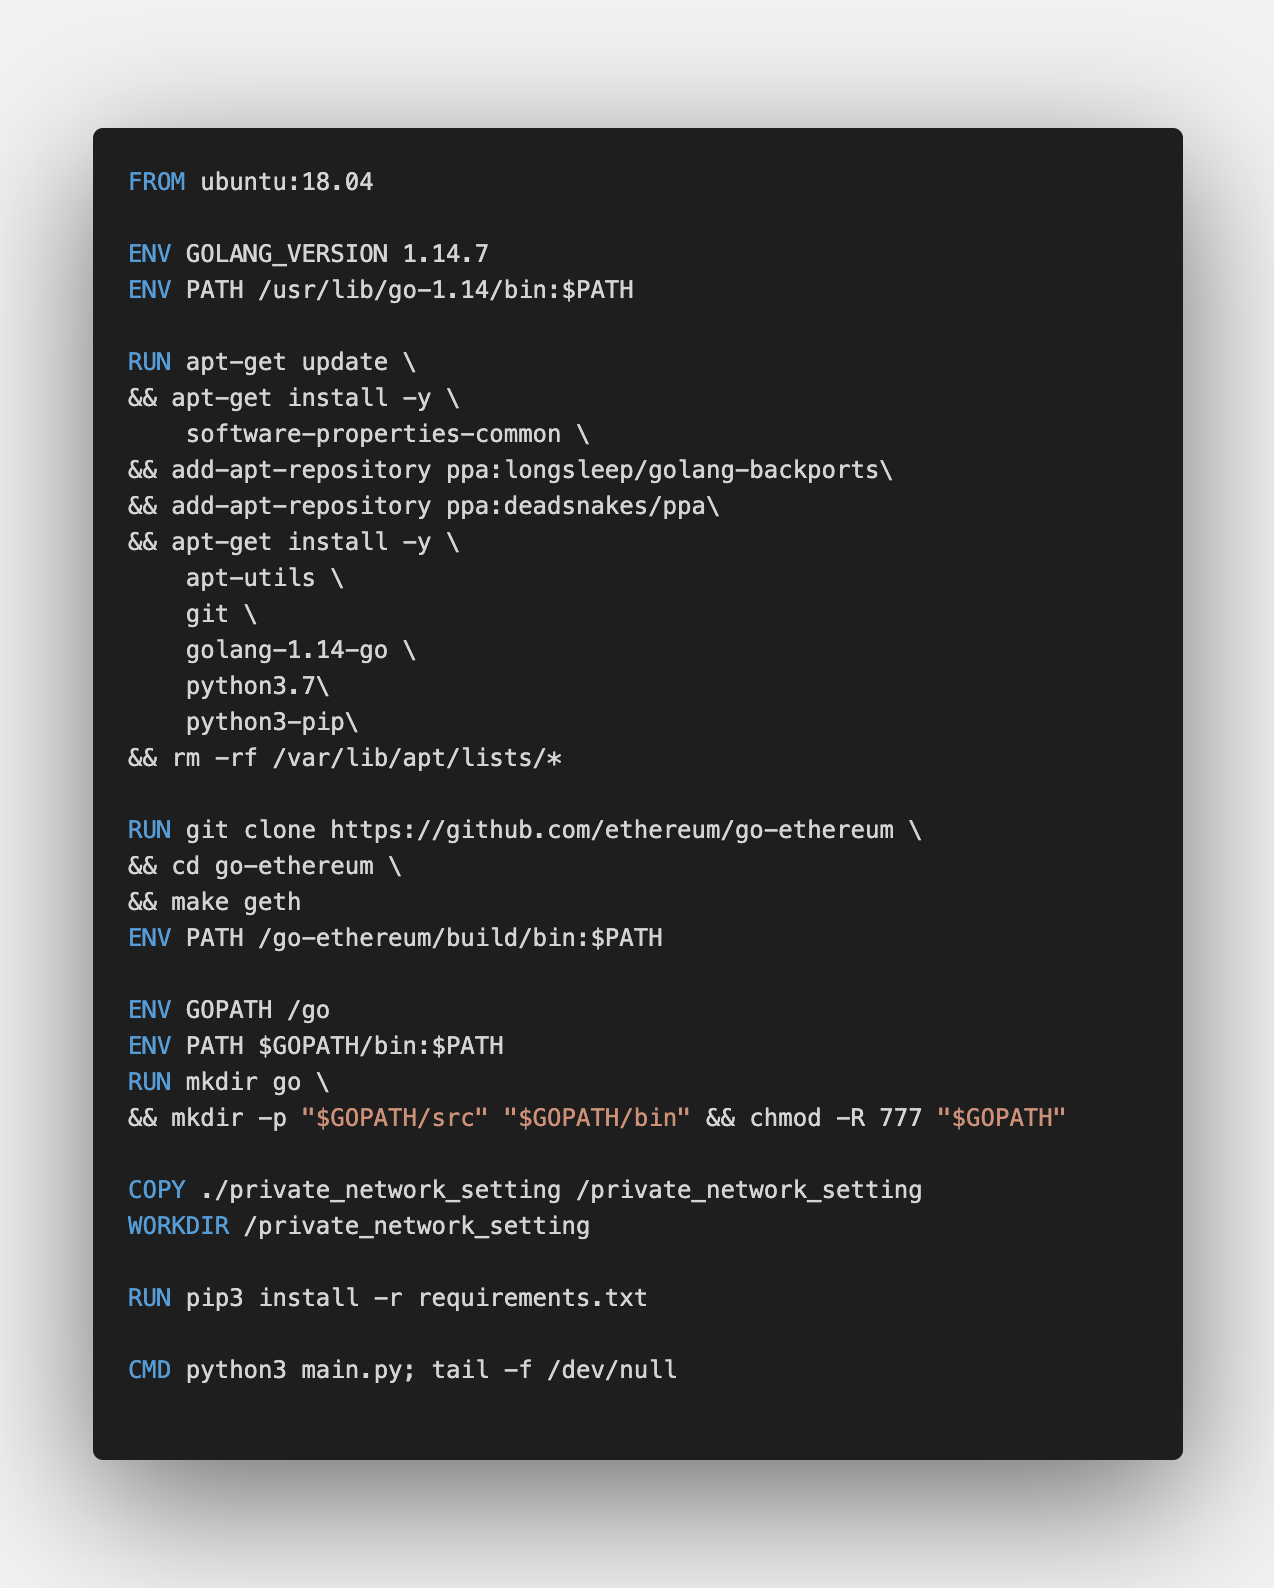 FROM ubuntu:18.04

ENV GOLANG_VERSION 1.14.7
ENV PATH /usr/lib/go-1.14/bin:$PATH

RUN apt-get update \
&& apt-get install -y \
    software-properties-common \
&& add-apt-repository ppa:longsleep/golang-backports\
&& add-apt-repository ppa:deadsnakes/ppa\
&& apt-get install -y \
    apt-utils \
    git \
    golang-1.14-go \
    python3.7\
    python3-pip\
&& rm -rf /var/lib/apt/lists/*

RUN git clone https://github.com/ethereum/go-ethereum \
&& cd go-ethereum \
&& make geth
ENV PATH /go-ethereum/build/bin:$PATH

ENV GOPATH /go
ENV PATH $GOPATH/bin:$PATH
RUN mkdir go \
&& mkdir -p "$GOPATH/src" "$GOPATH/bin" && chmod -R 777 "$GOPATH"

COPY ./private_network_setting /private_network_setting
WORKDIR /private_network_setting

RUN pip3 install -r requirements.txt

CMD python3 main.py; tail -f /dev/null